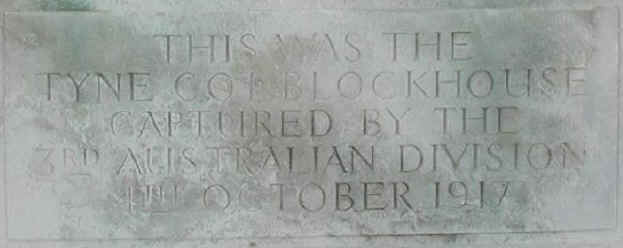 THIS WAS THE
TYNE COT BLOCKHOUSE
CAPTURED BY THE
3RD AUSTRALIAN DIVISION
4TH OCTOBER 1917